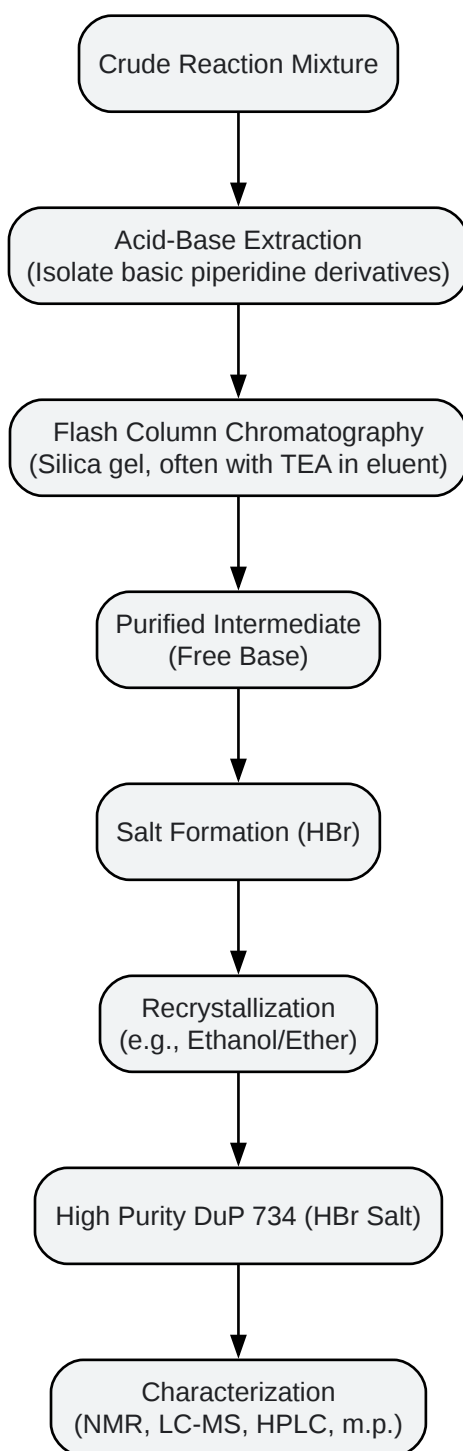 Crude Reaction Mixture
Acid-Base Extraction
(Isolate basic piperidine derivatives)
Flash Column Chromatography
(Silica gel, often with TEA in eluent)
Purified Intermediate
(Free Base)
Salt Formation (HBr)
Recrystallization
(e.g., Ethanol/Ether)
High Purity DuP 734 (HBr Salt)
Characterization
(NMR, LC-MS, HPLC, m.p.)